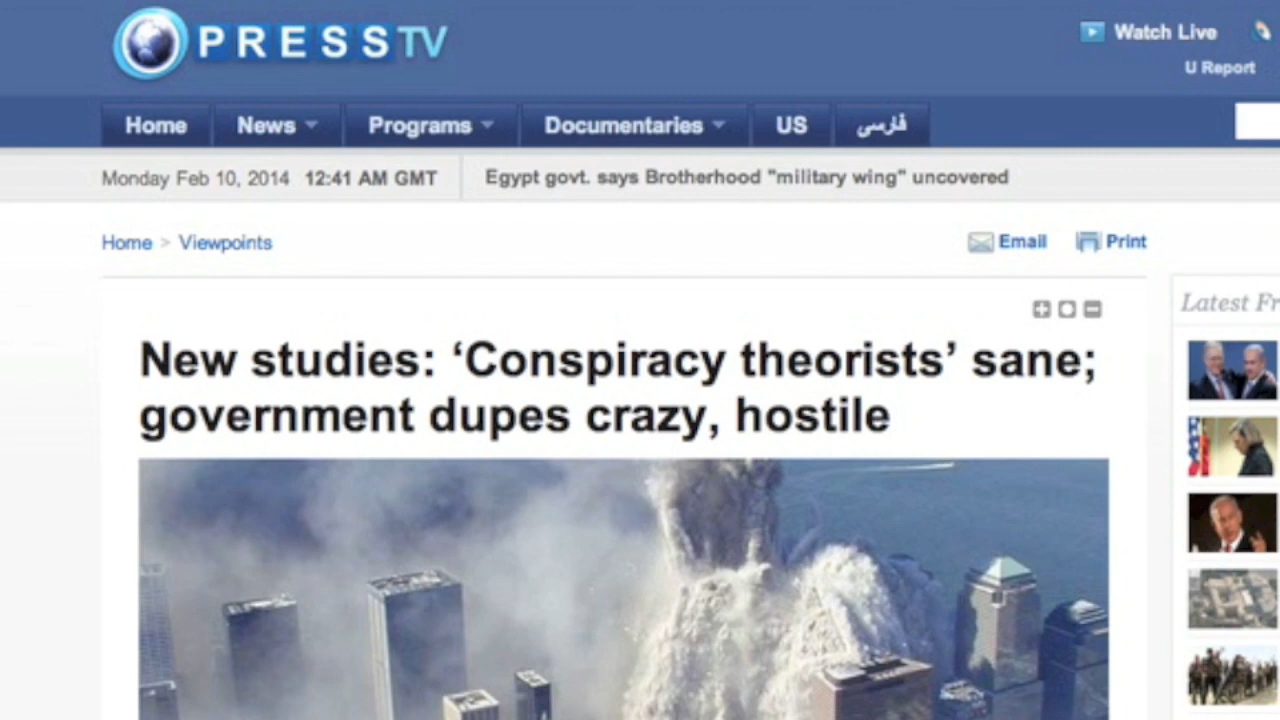 PRESSTV
Watch Live
U Report
Home News Programs Documentaries US فارسی
Monday Feb 10, 2014 12:41 AM GMT Egypt govt. says Brotherhood "military wing" uncovered
Home > Viewpoints Email Print
Latest Fr
New studies: ‘Conspiracy theorists’ sane;
government dupes crazy, hostile